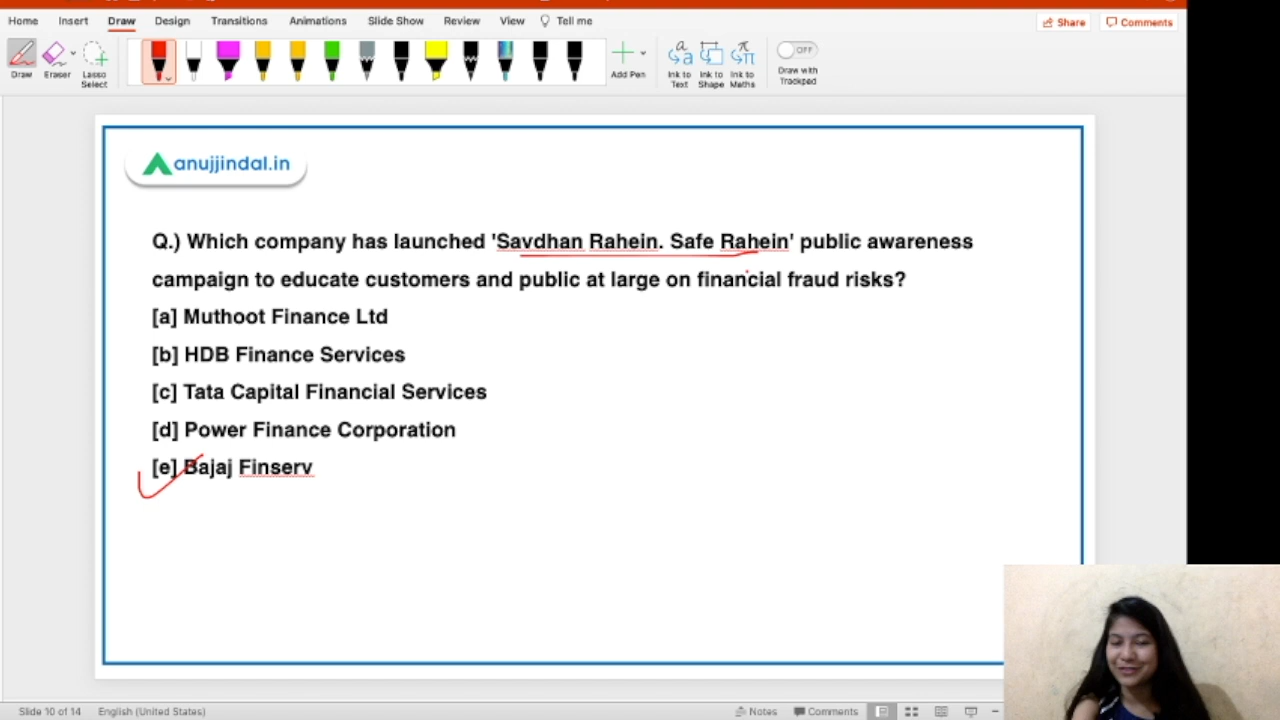 Home Insert Draw Design Transitions Animations Slide Show Review View Tell me Share Comments
Draw Eraser Lasso Select Add Pen Ink to Text Ink to Shape Ink to Maths OFF Draw with Trackpad
anujjindal.in
Q.) Which company has launched 'Savdhan Rahein. Safe Rahein' public awareness
campaign to educate customers and public at large on financial fraud risks?
[a] Muthoot Finance Ltd
[b] HDB Finance Services
[c] Tata Capital Financial Services
[d] Power Finance Corporation
[e] Bajaj Finserv
Slide 10 of 14 English (United States) Notes Comments